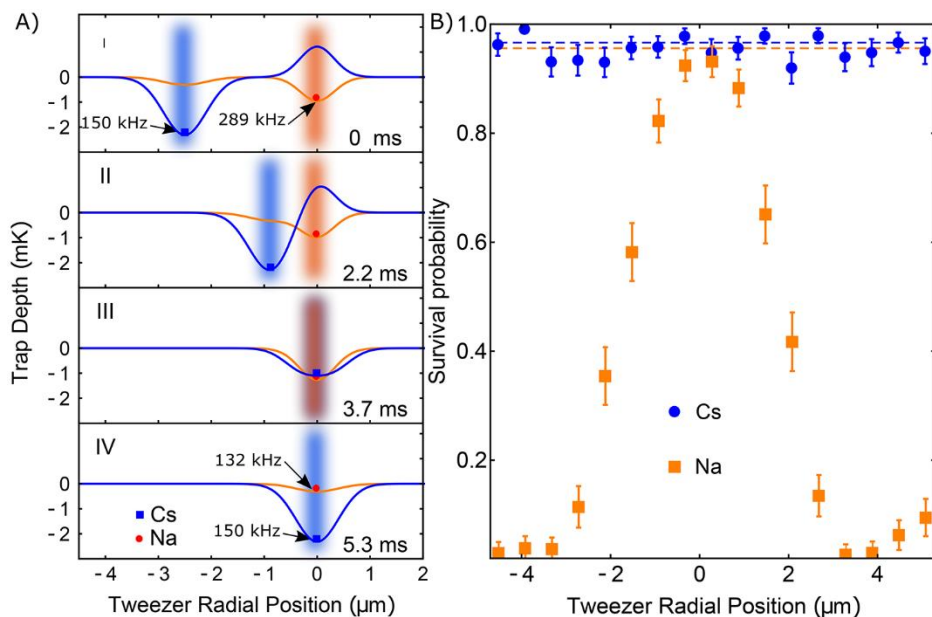 A)
I
0
-1
-2
150 kHz
289 kHz
0 ms
II
0
-1
-2
2.2 ms
III
0
-1
-2
3.7 ms
IV
0
-1
-2
132 kHz
150 kHz
Cs
Na
5.3 ms
-4 -3 -2 -1 0 1 2
Tweezer Radial Position (µm)
Trap Depth (mK)
B)
1.0
0.8
0.6
0.4
0.2
Survival probability
Cs
Na
-4 -2 0 2 4
Tweezer Radial Position (µm)